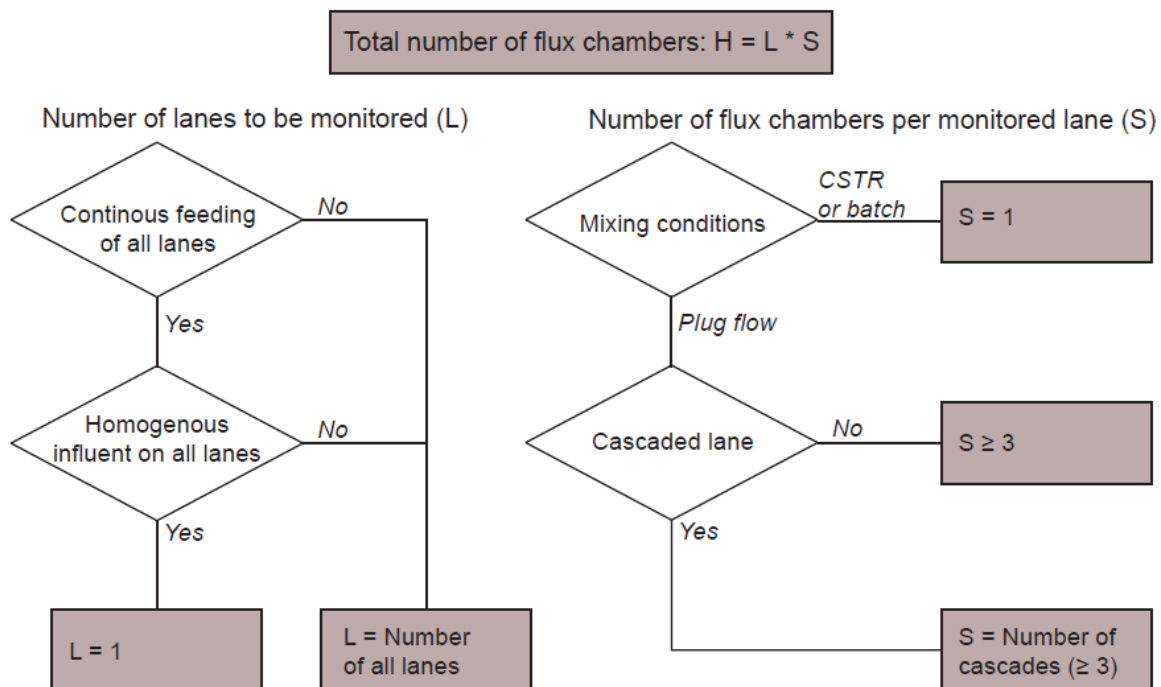 Total number of flux chambers: H = L * S
Number of lanes to be monitored (L)
Continous feeding
of all lanes
No
Yes
Homogenous
influent on all lanes
No
Yes
L = 1
L = Number
of all lanes
Number of flux chambers per monitored lane (S)
Mixing conditions
CSTR
or batch
S = 1
Plug flow
Cascaded lane
No
S ≥ 3
Yes
S = Number of
cascades (≥ 3)